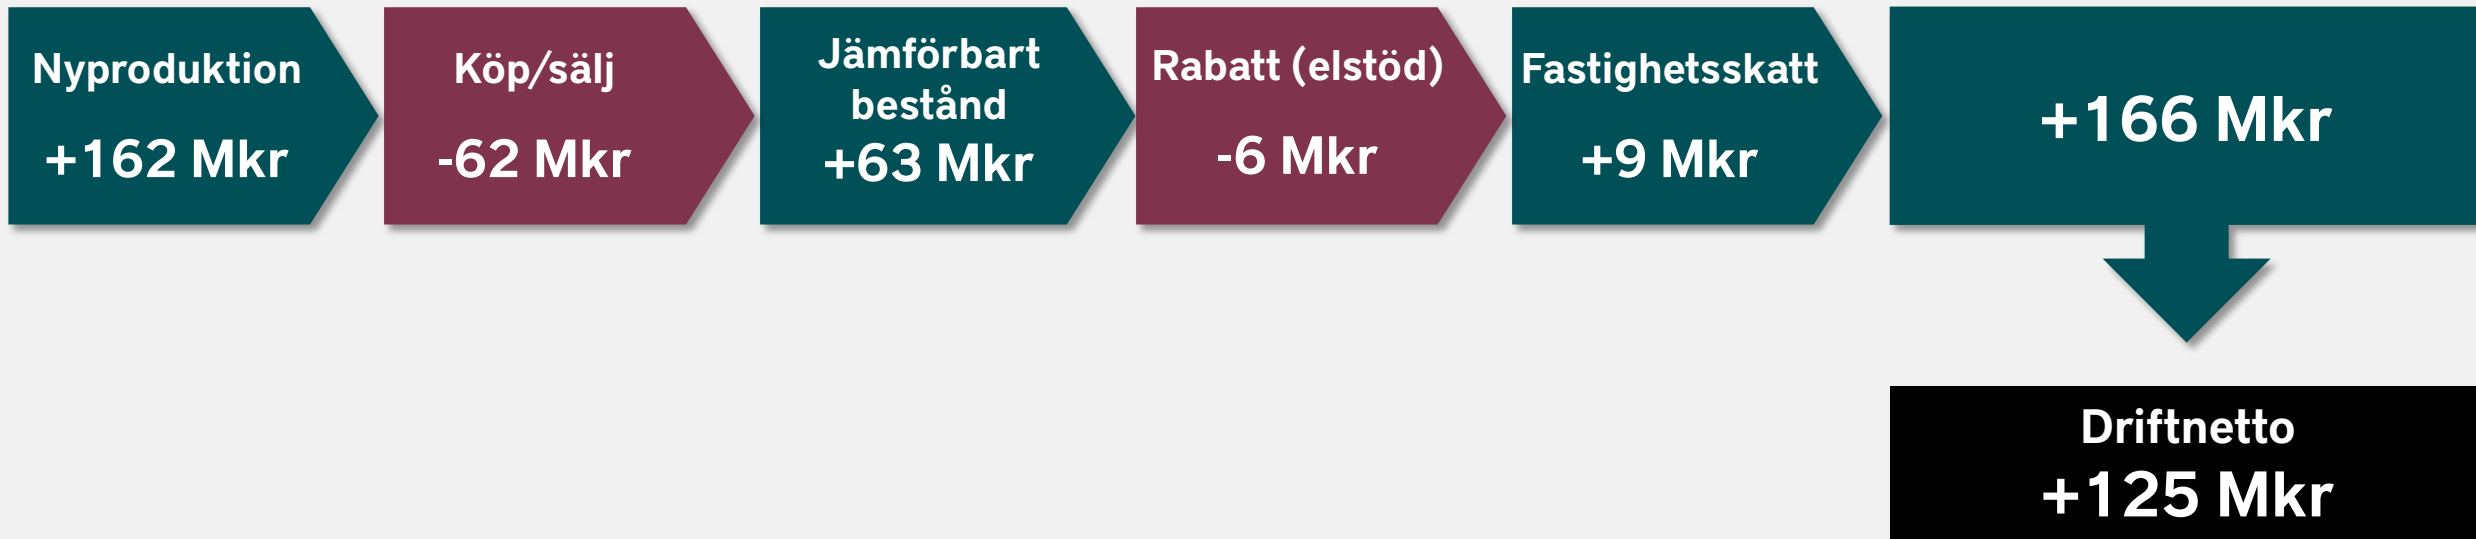 Nyproduktion
+162 Mkr
Köp/sälj
-62 Mkr
Jämförbart
bestånd
+63 Mkr
Rabatt (elstöd)
-6 Mkr
Fastighetsskatt
+9 Mkr
+166 Mkr
Driftnetto
+125 Mkr